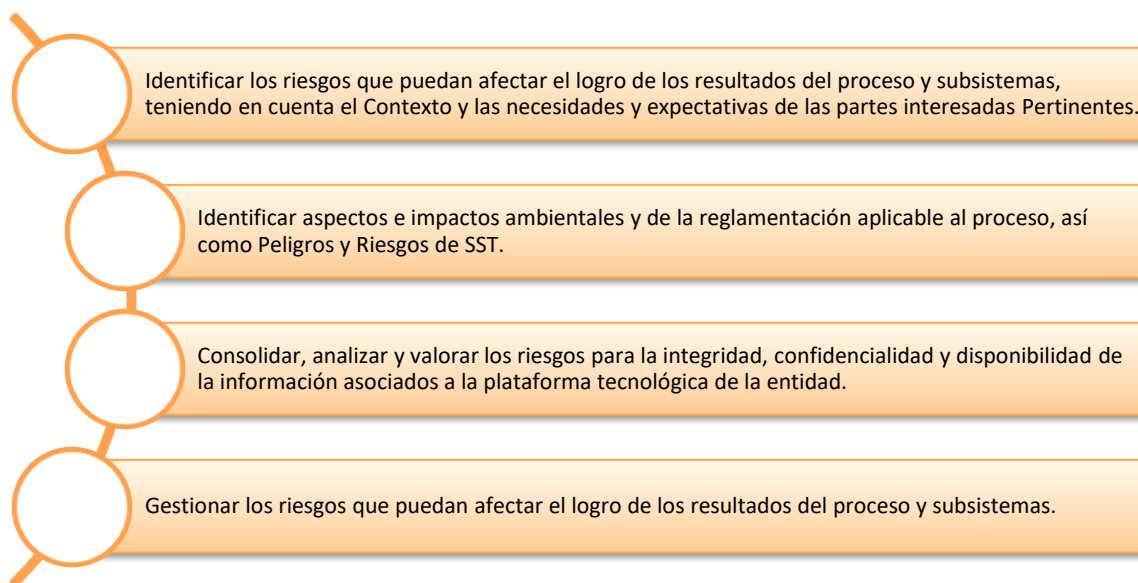 Identificar los riesgos que puedan afectar el logro de los resultados del proceso y subsistemas,
teniendo en cuenta el Contexto y las necesidades y expectativas de las partes interesadas Pertinentes.
Identificar aspectos e impactos ambientales y de la reglamentación aplicable al proceso, así
como Peligros y Riesgos de SST.
Consolidar, analizar y valorar los riesgos para la integridad, confidencialidad y disponibilidad de
la información asociados a la plataforma tecnológica de la entidad.
Gestionar los riesgos que puedan afectar el logro de los resultados del proceso y subsistemas.